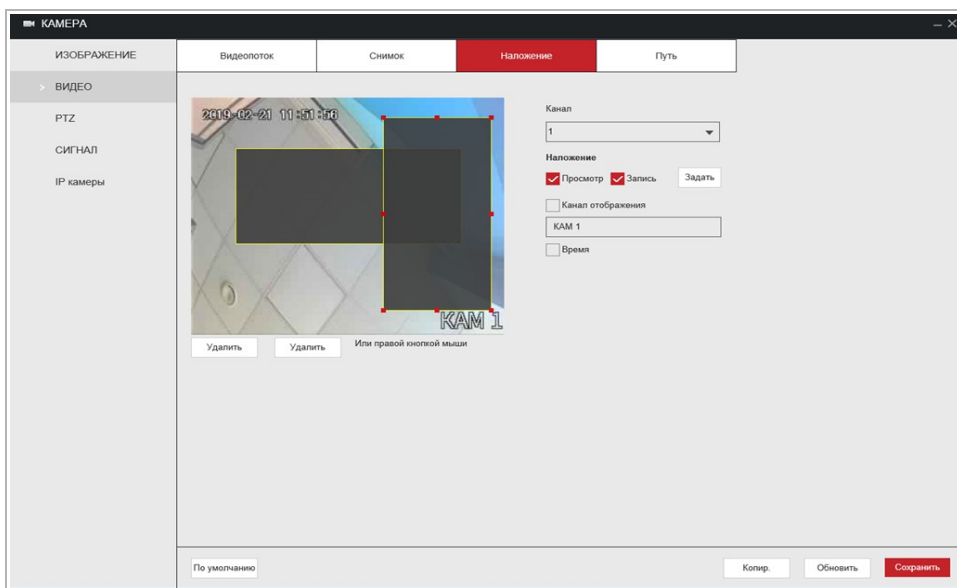 КАМЕРА
ИЗОБРАЖЕНИЕ
> ВИДЕО
PTZ
СИГНАЛ
IP камеры
Видеопоток
Снимок
Наложение
Путь
2019-02-21 11:51:56
КАМ 1
Удалить
Удалить
Или правой кнопкой мыши
Канал
1
Наложение
Просмотр
Запись
Задать
Канал отображения
КАМ 1
Время
По умолчанию
Копир.
Обновить
Сохранить